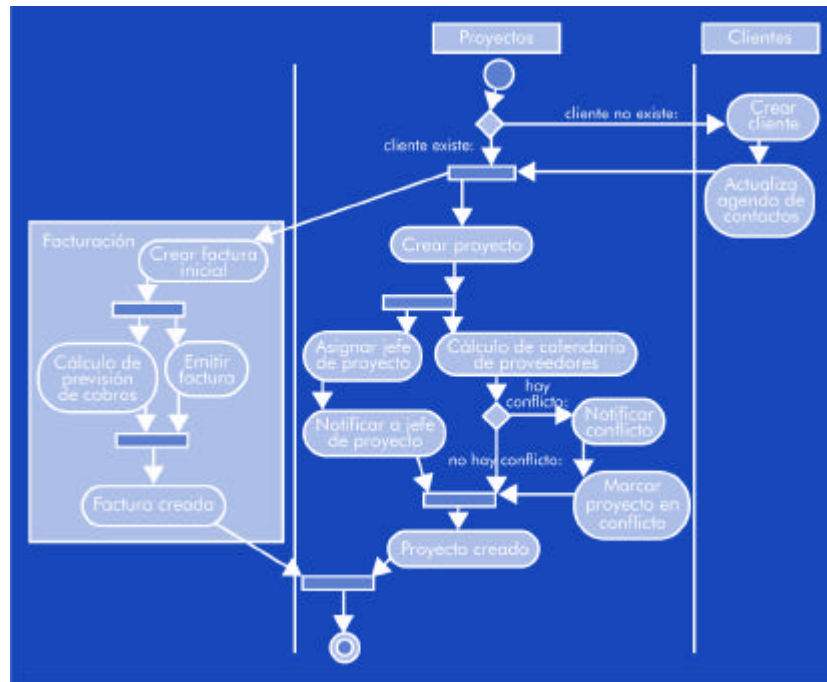 Proyectos
Clientes
cliente no existe:
Crear
cliente
cliente existe:
Actualiza
agenda de
contactos
Facturación
Crear factura
inicial
Crear proyecto
Cálculo de
previsión
de cobros
Emitir
factura
Asignar jefe
de proyecto
Cálculo de calendario
de proveedores
hay
conflicto:
Notificar a jefe
de proyecto
Notificar
conflicto
no hay conflicto:
Factura creada
Marcar
proyecto en
conflicto
Proyecto creado